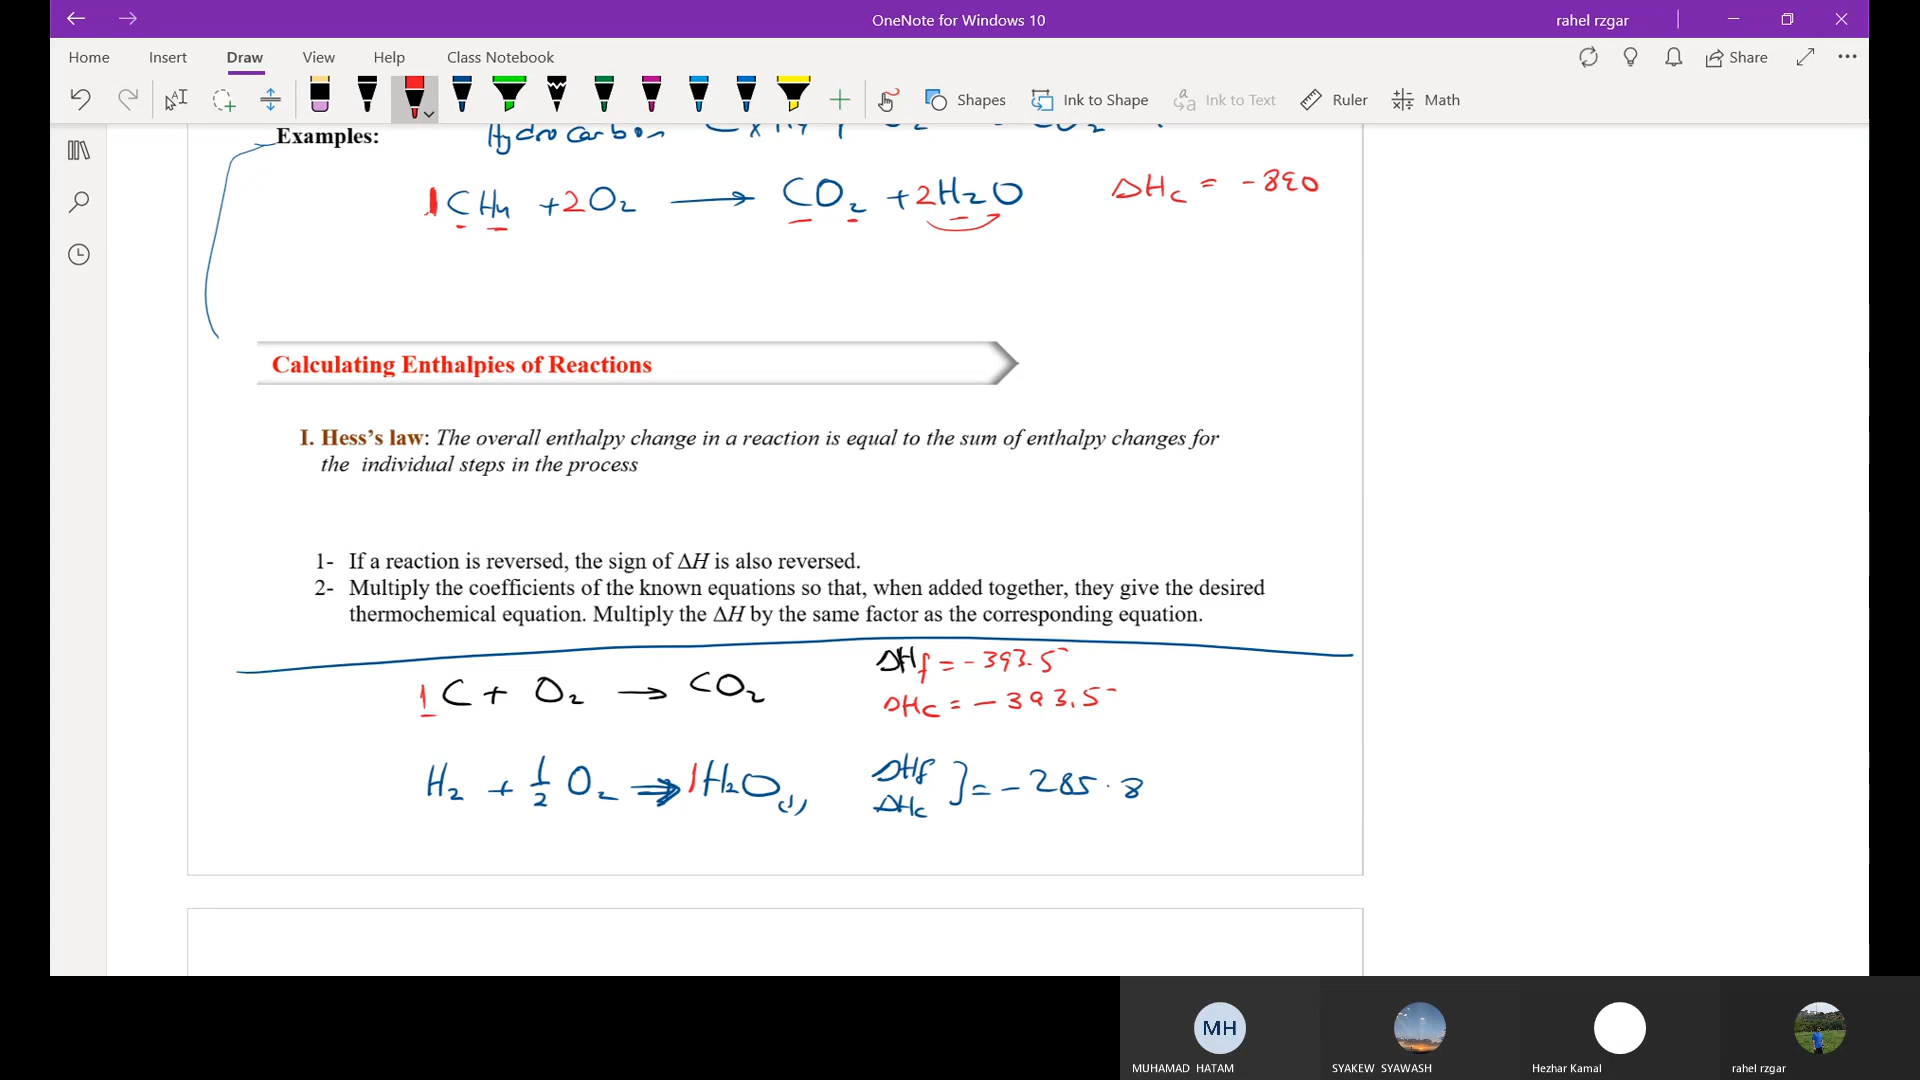 OneNote for Windows 10
rahel rzgar
Home Insert Draw View Help Class Notebook
Share
Shapes Ink to Shape Ink to Text Ruler Math
Examples: Hydrocarbon CxHy + O2 CO2
1CH4 + 2O2 → CO2 + 2H2O ΔHc = -890
Calculating Enthalpies of Reactions
I. Hess's law: The overall enthalpy change in a reaction is equal to the sum of enthalpy changes for
the individual steps in the process
1- If a reaction is reversed, the sign of ΔH is also reversed.
2- Multiply the coefficients of the known equations so that, when added together, they give the desired
thermochemical equation. Multiply the ΔH by the same factor as the corresponding equation.
ΔHf = -393.5
1C + O2 → CO2
ΔHc = -393.5
H2 + 1/2 O2 → 1H2O(l) ΔHf ΔHc ] = -285.8
MH
MUHAMAD HATAM SYAKEW SYAWASH Hezhar Kamal rahel rzgar